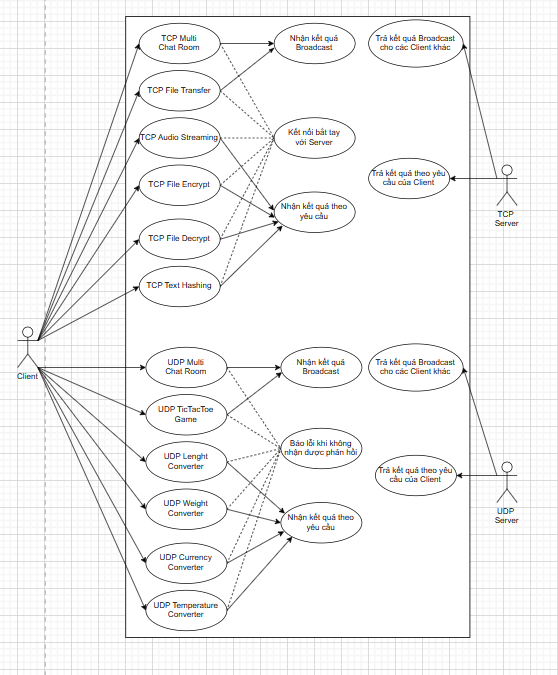 TCP Multi
Chat Room
Nhận kết quả
Broadcast
Trả kết quả Broadcast
cho các Client khác
TCP File Transfer
TCP Audio Streaming
Kết nối bắt tay
với Server
TCP File Encrypt
Trả kết quả theo yêu
cầu của Client
Nhận kết quả theo
yêu cầu
TCP
Server
TCP File Decrypt
TCP Text Hashing
Client
UDP Multi
Chat Room
Nhận kết quả
Broadcast
Trả kết quả Broadcast
cho các Client khác
UDP TicTacToe
Game
UDP Lenght
Converter
Báo lỗi khi không
nhận được phản hồi
Trả kết quả theo yêu
cầu của Client
UDP Weight
Converter
Nhận kết quả theo
yêu cầu
UDP
Server
UDP Currency
Converter
UDP Temperature
Converter